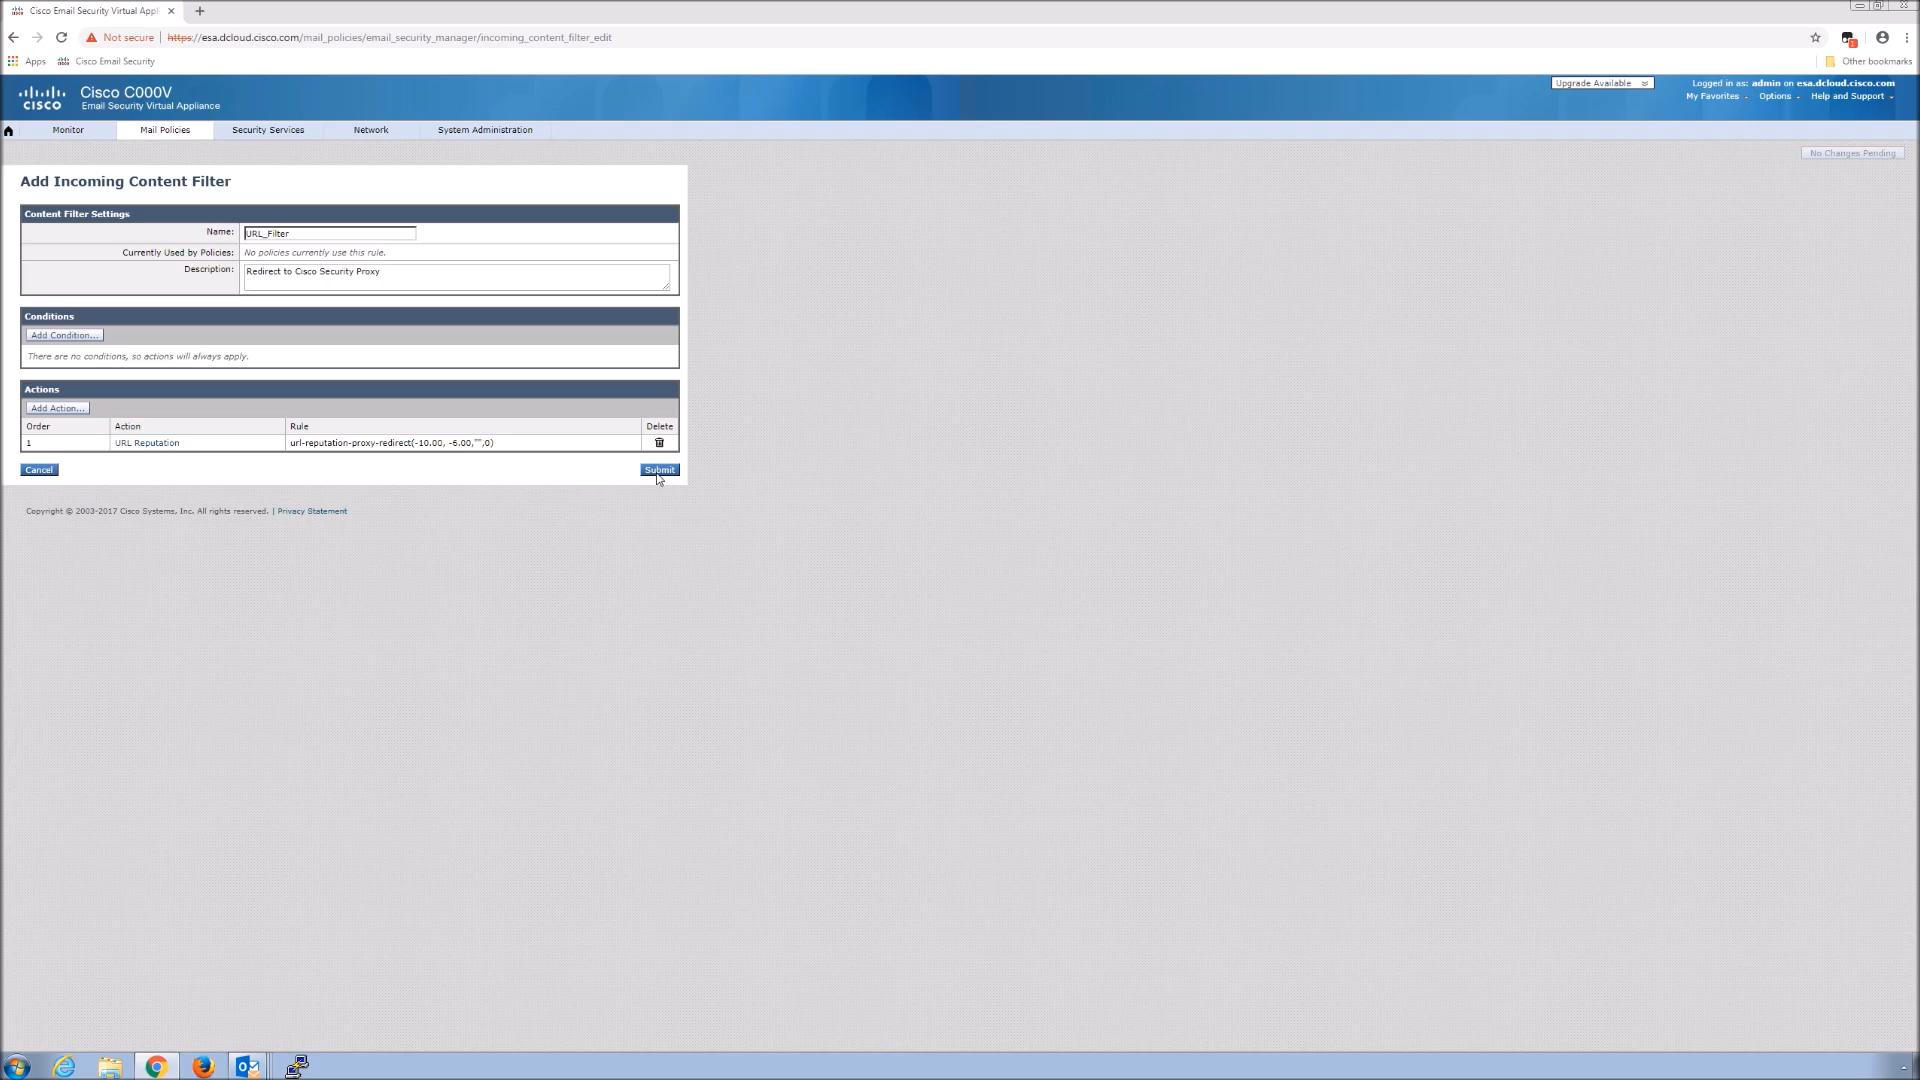 Cisco Email Security Virtual Appl
Not secure | https://esa.dcloud.cisco.com/mail_policies/email_security_manager/incoming_content_filter_edit
1
Apps Cisco Email Security Other bookmarks
cisco
Cisco C000V
Email Security Virtual Appliance
Upgrade Available
Logged in as: admin on esa.dcloud.cisco.com
My Favorites Options Help and Support
Monitor Mail Policies Security Services Network System Administration
No Changes Pending
Add Incoming Content Filter
Content Filter Settings
Name: URL_Filter
Currently Used by Policies: No policies currently use this rule.
Description: Redirect to Cisco Security Proxy
Conditions
Add Condition...
There are no conditions, so actions will always apply.
Actions
Add Action...
Order Action Rule Delete
1 URL Reputation url-reputation-proxy-redirect(-10.00, -6.00,"",0)
Cancel Submit
Copyright © 2003-2017 Cisco Systems, Inc. All rights reserved. | Privacy Statement